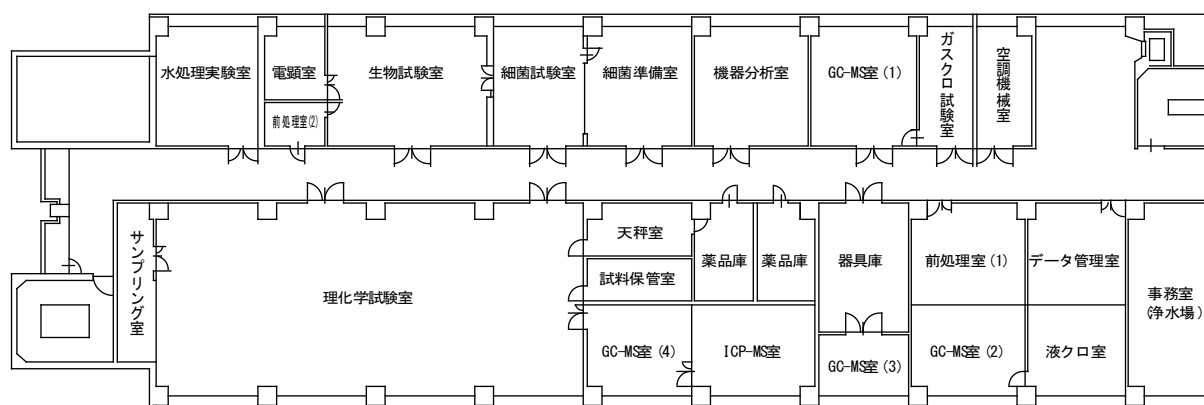 水処理実験室
電顕室
前処理室(2)
生物試験室
細菌試験室
細菌準備室
機器分析室
GC-MS室(1)
ガスクロ試験室
空調機械室
サンプリング室
理化学試験室
天秤室
試料保管室
薬品庫
薬品庫
器具庫
前処理室(1)
データ管理室
事務室
(浄水場)
GC-MS室(4)
ICP-MS室
GC-MS室(3)
GC-MS室(2)
液クロ室